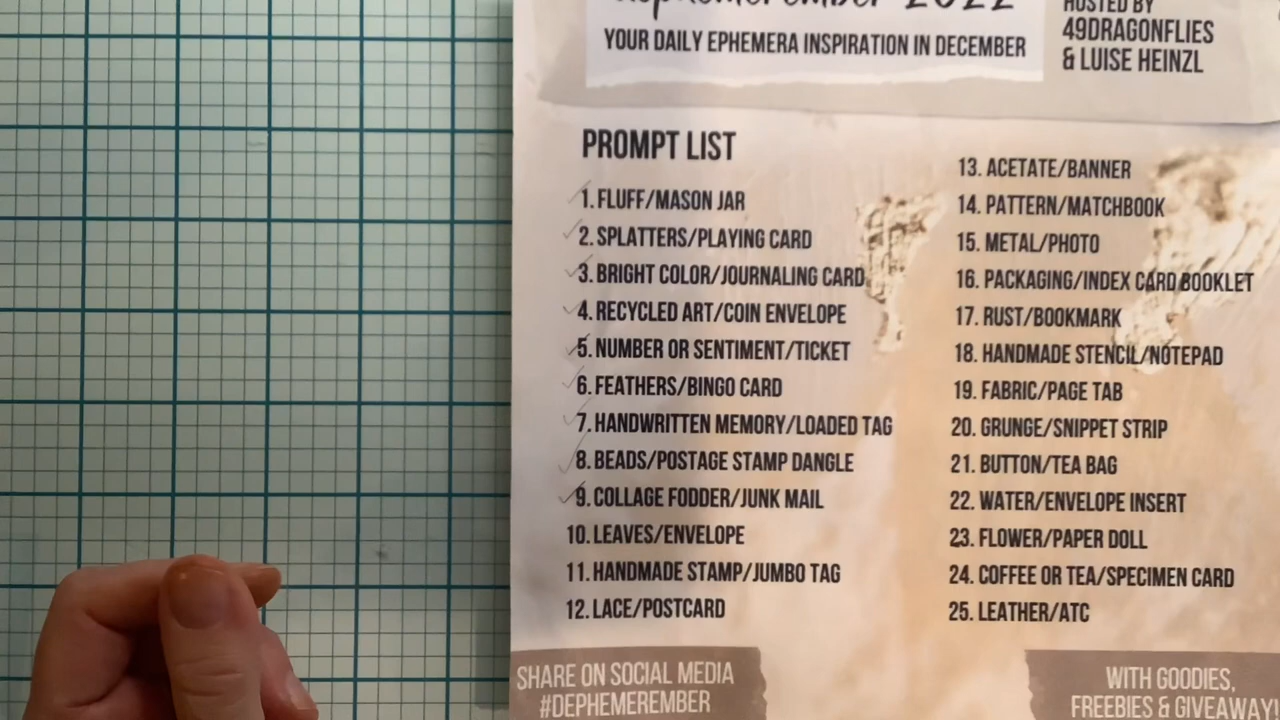 Dephemerember 2022
HOSTED BY
YOUR DAILY EPHEMERA INSPIRATION IN DECEMBER
49DRAGONFLIES
& LUISE HEINZL
PROMPT LIST
1. FLUFF/MASON JAR
2. SPLATTERS/PLAYING CARD
3. BRIGHT COLOR/JOURNALING CARD
4. RECYCLED ART/COIN ENVELOPE
5. NUMBER OR SENTIMENT/TICKET
6. FEATHERS/BINGO CARD
7. HANDWRITTEN MEMORY/LOADED TAG
8. BEADS/POSTAGE STAMP DANGLE
9. COLLAGE FODDER/JUNK MAIL
10. LEAVES/ENVELOPE
11. HANDMADE STAMP/JUMBO TAG
12. LACE/POSTCARD
13. ACETATE/BANNER
14. PATTERN/MATCHBOOK
15. METAL/PHOTO
16. PACKAGING/INDEX CARD BOOKLET
17. RUST/BOOKMARK
18. HANDMADE STENCIL/NOTEPAD
19. FABRIC/PAGE TAB
20. GRUNGE/SNIPPET STRIP
21. BUTTON/TEA BAG
22. WATER/ENVELOPE INSERT
23. FLOWER/PAPER DOLL
24. COFFEE OR TEA/SPECIMEN CARD
25. LEATHER/ATC
SHARE ON SOCIAL MEDIA
#DEPHEMEREMBER
WITH GOODIES,
FREEBIES & GIVEAWAY!